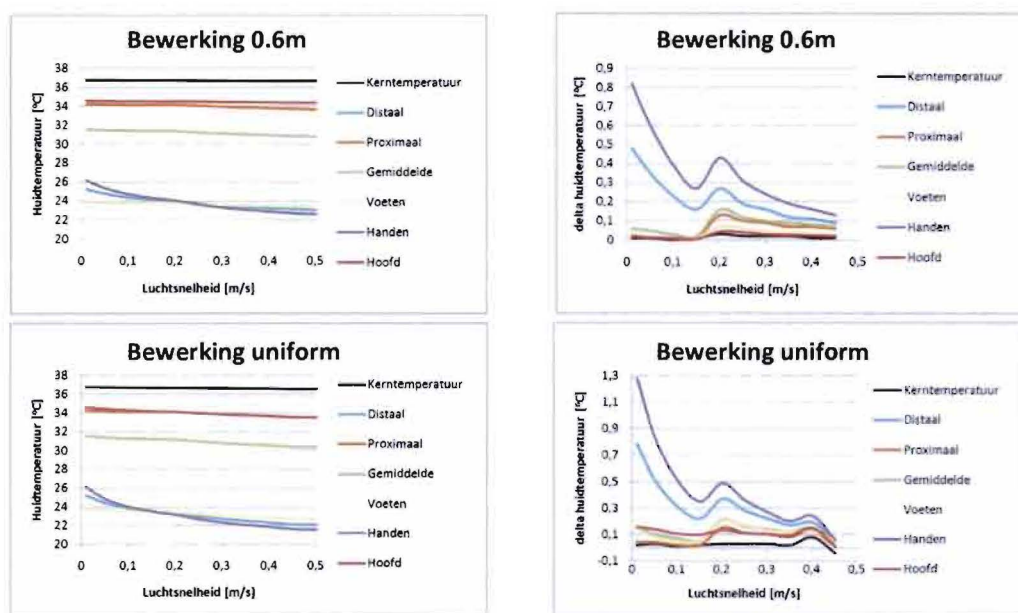 Bewerking 0.6m
Huidtemperatuur [°C]
38
36
34
32
30
28
26
24
22
20
0
0,1
0,2
0,3
0,4
0,5
Luchtsnelheid [m/s]
Kerntemperatuur
Distaal
Proximaal
Gemiddelde
Voeten
Handen
Hoofd
Bewerking 0.6m
delta huidtemperatuur [°C]
0,9
0,8
0,7
0,6
0,5
0,4
0,3
0,2
0,1
0
0
0,1
0,2
0,3
0,4
0,5
Luchtsnelheid [m/s]
Kerntemperatuur
Distaal
Proximaal
Gemiddelde
Voeten
Handen
Hoofd
Bewerking uniform
Huidtemperatuur [°C]
38
36
34
32
30
28
26
24
22
20
0
0,1
0,2
0,3
0,4
0,5
Luchtsnelheid [m/s]
Kerntemperatuur
Distaal
Proximaal
Gemiddelde
Voeten
Handen
Hoofd
Bewerking uniform
delta huidtemperatuur [°C]
1,3
1,1
0,9
0,7
0,5
0,3
0,1
-0,1
0
0,1
0,2
0,3
0,4
0,5
Luchtsnelheid [m/s]
Kerntemperatuur
Distaal
Proximaal
Gemiddelde
Voeten
Handen
Hoofd